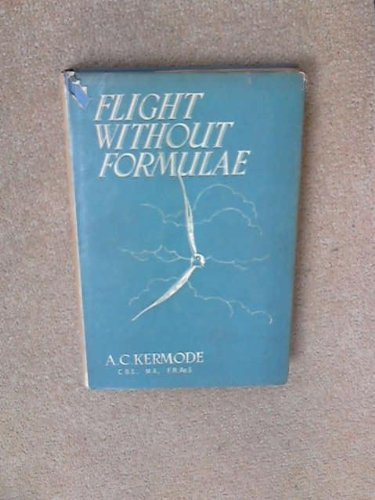 FLIGHT
WITHOUT
FORMULAE
A.C. KERMODE
C.B.E., M.A., F.R.Ae.S.